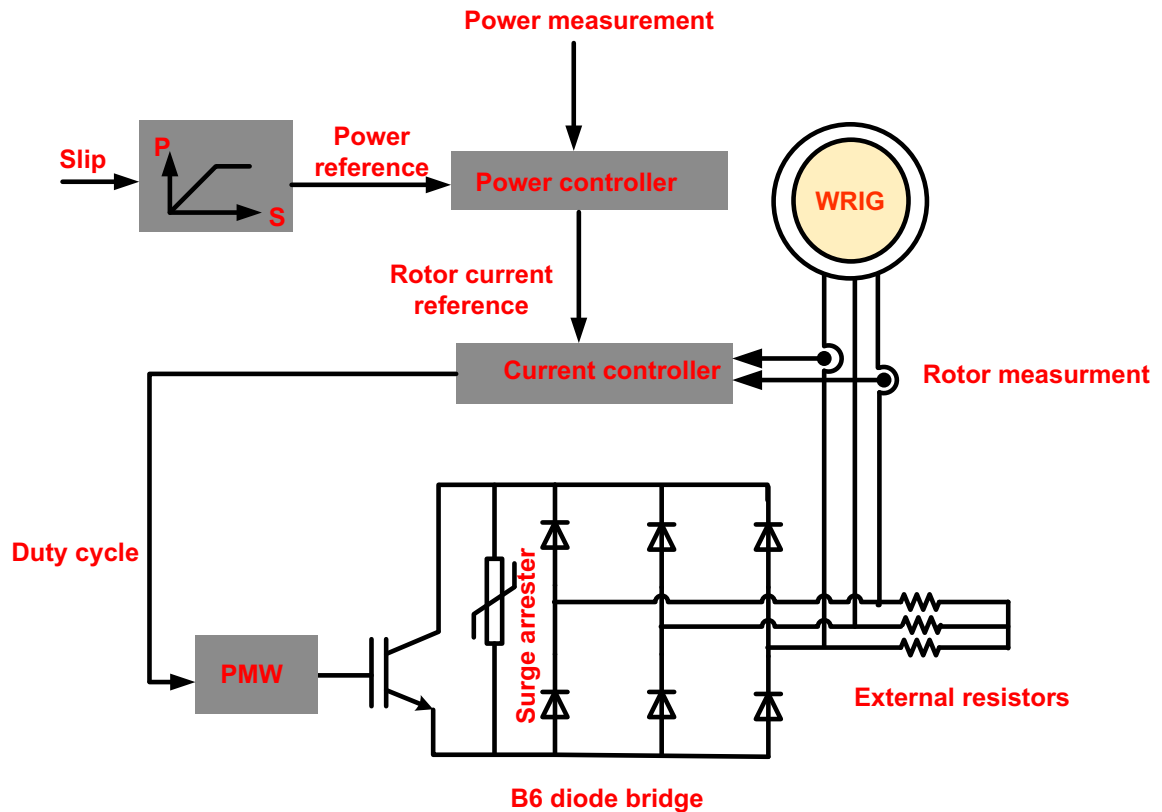 Power measurement
Slip
P
S
Power
reference
Power controller
WRIG
Rotor current
reference
Current controller
Rotor measurment
Duty cycle
Surge arrester
PMW
External resistors
B6 diode bridge